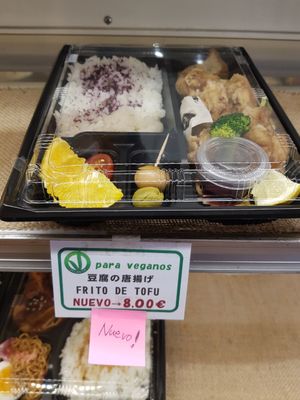 para veganos
豆腐の唐揚げ
FRITO DE TOFU
NUEVO→8.00€
Nuevo!